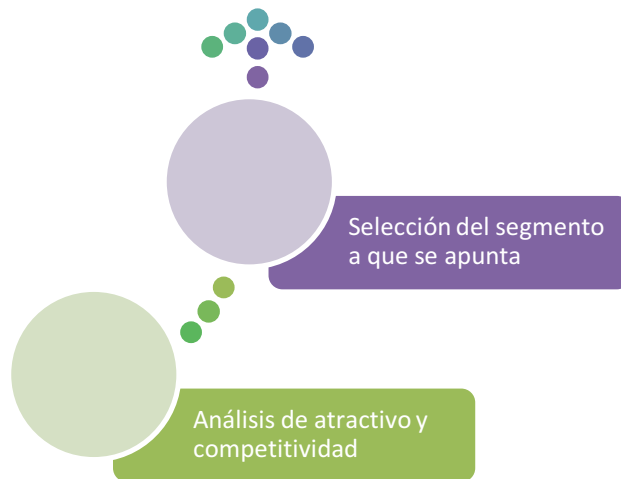 Selección del segmento
a que se apunta
Análisis de atractivo y
competitividad